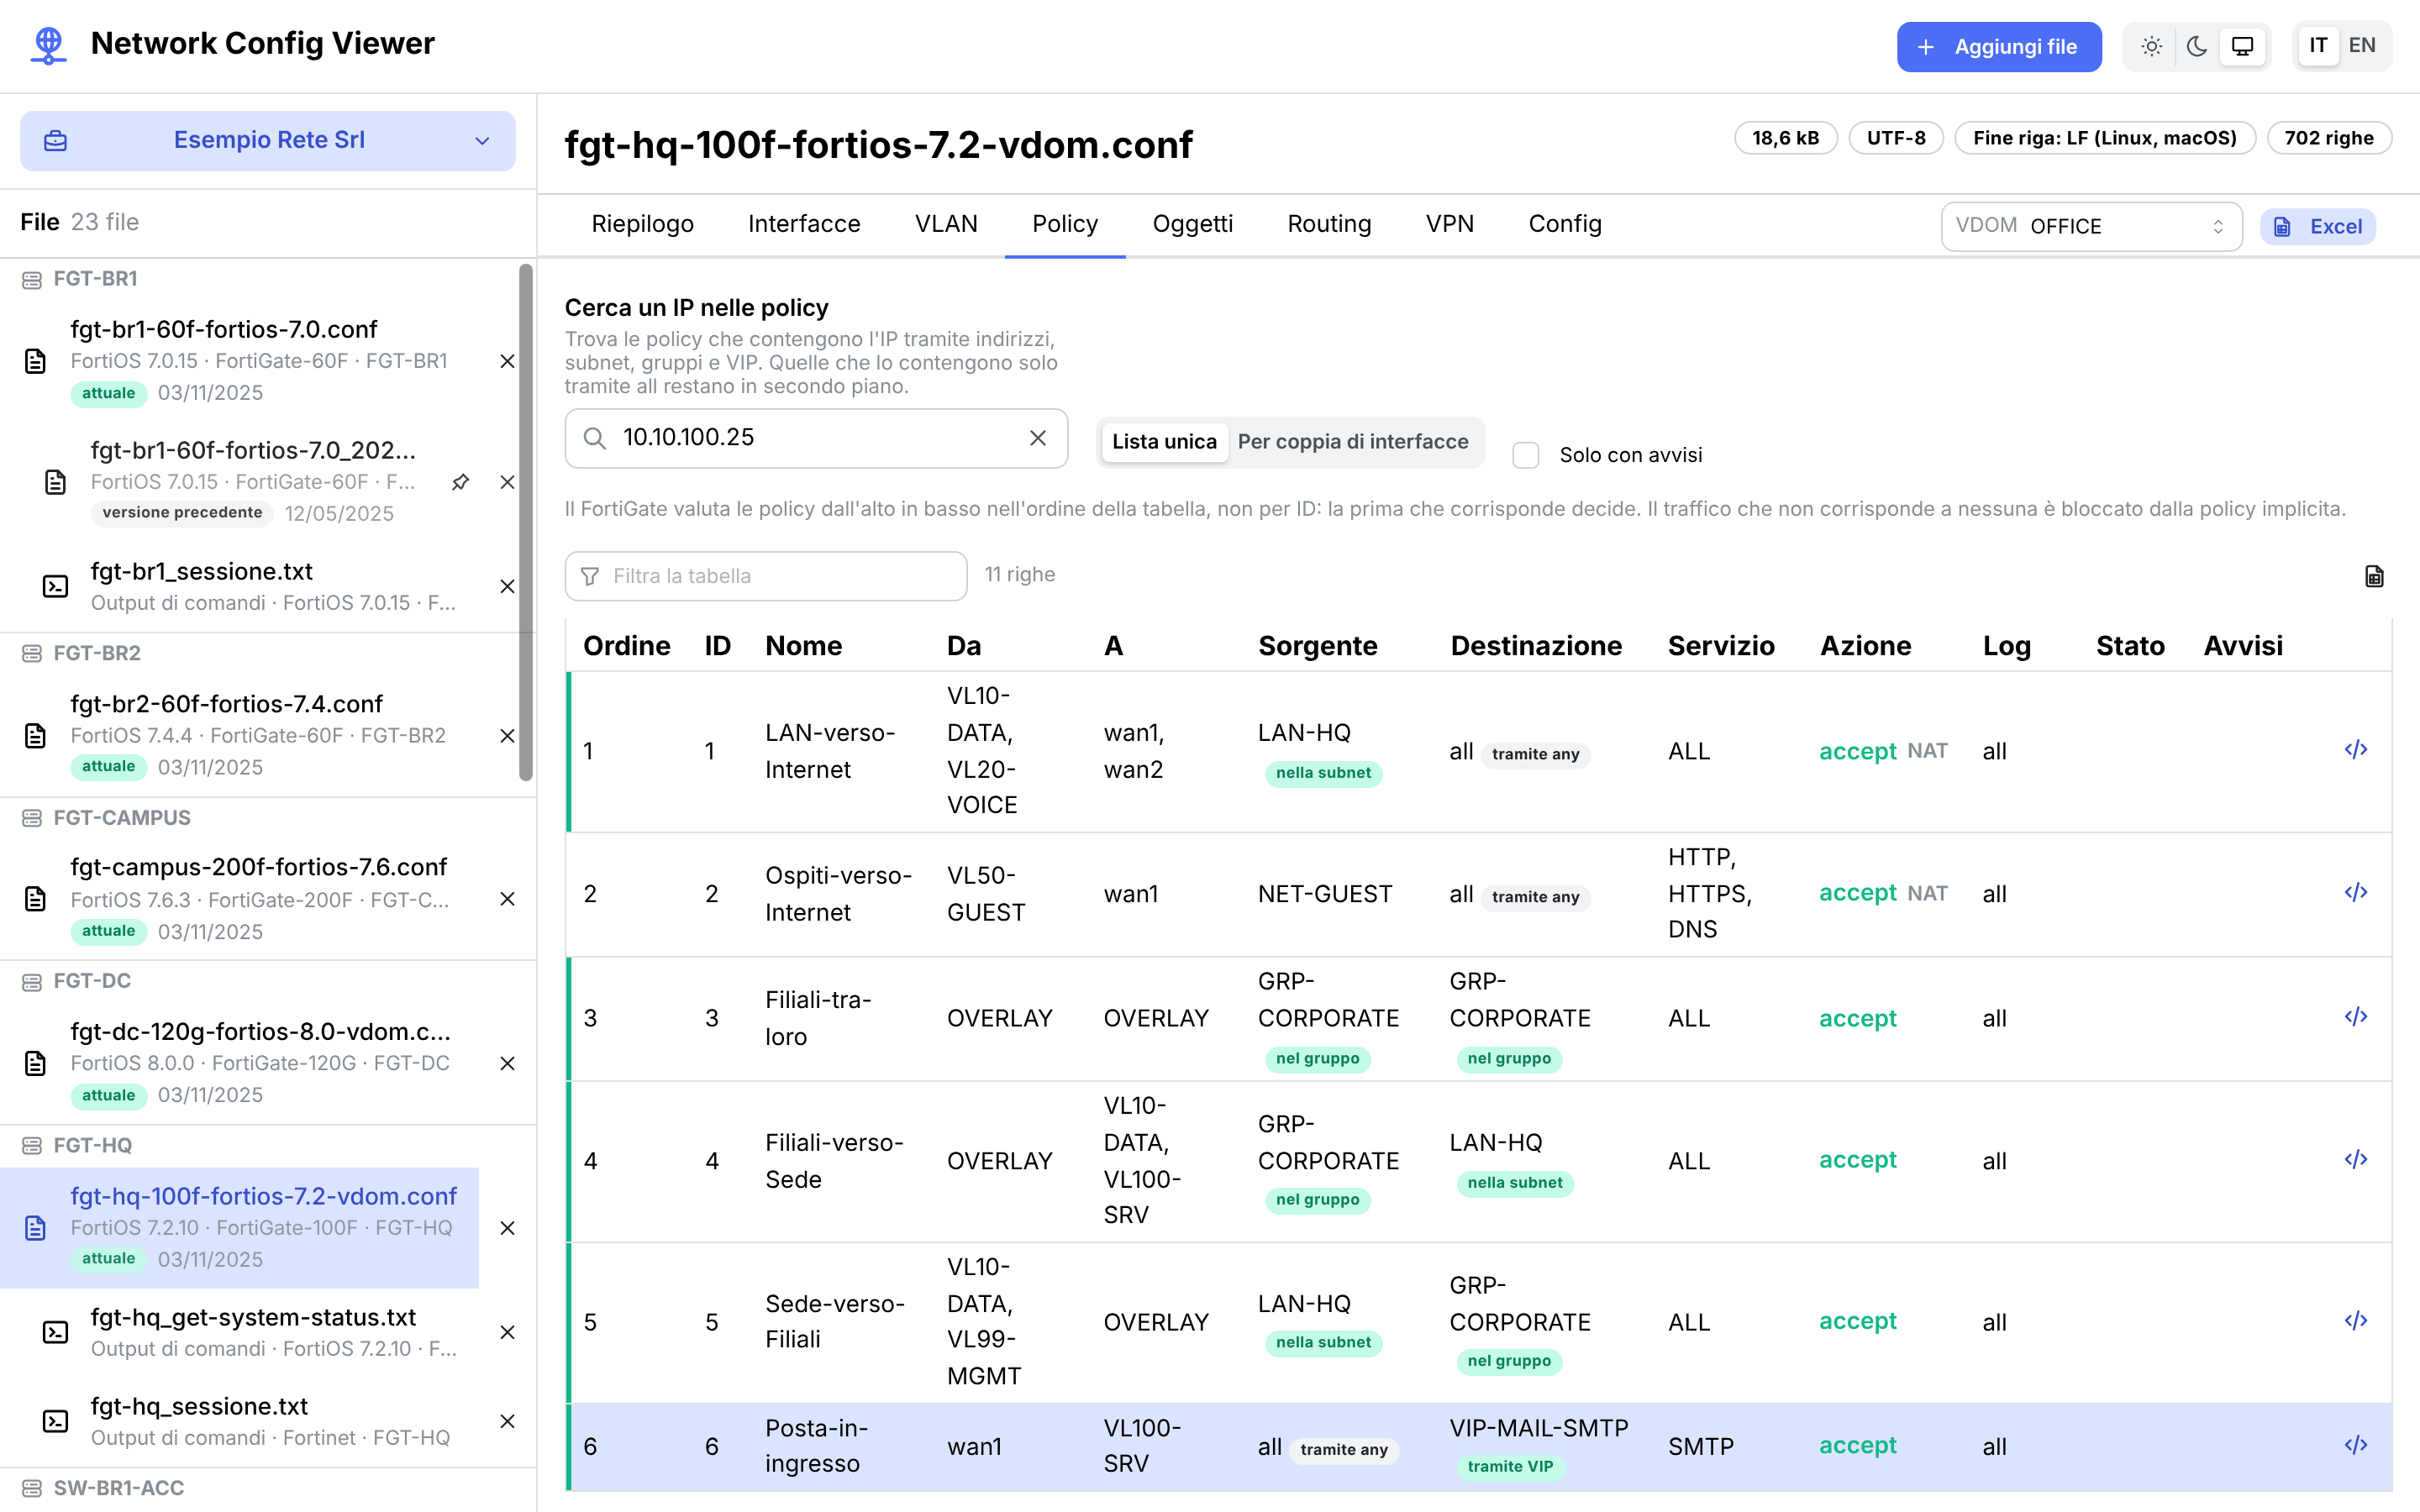 Network Config Viewer
Aggiungi file
IT EN
Esempio Rete Srl
File 23 file
FGT-BR1
fgt-br1-60f-fortios-7.0.conf
FortiOS 7.0.15 · FortiGate-60F · FGT-BR1
attuale 03/11/2025
fgt-br1-60f-fortios-7.0_202...
FortiOS 7.0.15 · FortiGate-60F · F...
versione precedente 12/05/2025
fgt-br1_sessione.txt
Output di comandi · FortiOS 7.0.15 · F...
FGT-BR2
fgt-br2-60f-fortios-7.4.conf
FortiOS 7.4.4 · FortiGate-60F · FGT-BR2
attuale 03/11/2025
FGT-CAMPUS
fgt-campus-200f-fortios-7.6.conf
FortiOS 7.6.3 · FortiGate-200F · FGT-C...
attuale 03/11/2025
FGT-DC
fgt-dc-120g-fortios-8.0-vdom.c...
FortiOS 8.0.0 · FortiGate-120G · FGT-DC
attuale 03/11/2025
FGT-HQ
fgt-hq-100f-fortios-7.2-vdom.conf
FortiOS 7.2.10 · FortiGate-100F · FGT-HQ
attuale 03/11/2025
fgt-hq_get-system-status.txt
Output di comandi · FortiOS 7.2.10 · F...
fgt-hq_sessione.txt
Output di comandi · Fortinet · FGT-HQ
SW-BR1-ACC
fgt-hq-100f-fortios-7.2-vdom.conf
18,6 kB UTF-8 Fine riga: LF (Linux, macOS) 702 righe
Riepilogo Interfacce VLAN Policy Oggetti Routing VPN Config
VDOM OFFICE
Excel
Cerca un IP nelle policy
Trova le policy che contengono l'IP tramite indirizzi,
subnet, gruppi e VIP. Quelle che lo contengono solo
tramite all restano in secondo piano.
10.10.100.25
Lista unica Per coppia di interfacce
Solo con avvisi
Il FortiGate valuta le policy dall'alto in basso nell'ordine della tabella, non per ID: la prima che corrisponde decide. Il traffico che non corrisponde a nessuna è bloccato dalla policy implicita.
Filtra la tabella
11 righe
Ordine ID Nome Da A Sorgente Destinazione Servizio Azione Log Stato Avvisi
1
1
LAN-verso-
Internet
VL10-
DATA,
VL20-
VOICE
wan1,
wan2
LAN-HQ
nella subnet
all tramite any
ALL
accept NAT
all
2
2
Ospiti-verso-
Internet
VL50-
GUEST
wan1
NET-GUEST
all tramite any
HTTP,
HTTPS,
DNS
accept NAT
all
3
3
Filiali-tra-
loro
OVERLAY
OVERLAY
GRP-
CORPORATE
nel gruppo
GRP-
CORPORATE
nel gruppo
ALL
accept
all
4
4
Filiali-verso-
Sede
OVERLAY
VL10-
DATA,
VL100-
SRV
GRP-
CORPORATE
nel gruppo
LAN-HQ
nella subnet
ALL
accept
all
5
5
Sede-verso-
Filiali
VL10-
DATA,
VL99-
MGMT
OVERLAY
LAN-HQ
nella subnet
GRP-
CORPORATE
nel gruppo
ALL
accept
all
6
6
Posta-in-
ingresso
wan1
VL100-
SRV
all tramite any
VIP-MAIL-SMTP
tramite VIP
SMTP
accept
all